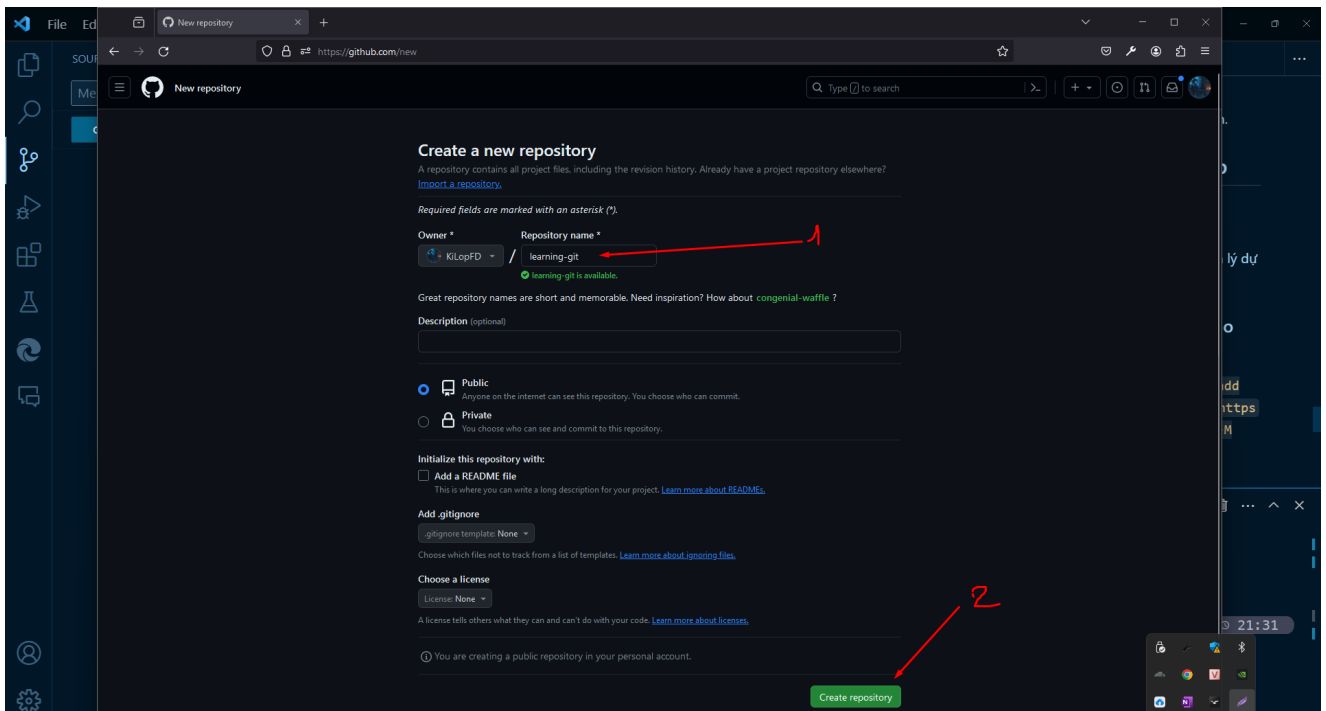 File Ed
New repository
https://github.com/new
SOUR
New repository
Type / to search
Me
Create a new repository
A repository contains all project files, including the revision history. Already have a project repository elsewhere?
Import a repository.
Required fields are marked with an asterisk (*).
1
Owner * Repository name *
KiLopFD / learning-git
learning-git is available.
lý dự
Great repository names are short and memorable. Need inspiration? How about congenial-waffle ?
Description (optional)
Public
Anyone on the internet can see this repository. You choose who can commit.
dd
ttps
Private
You choose who can see and commit to this repository.
M
Initialize this repository with:
Add a README file
This is where you can write a long description for your project. Learn more about READMEs.
Add .gitignore
.gitignore template: None
Choose which files not to track from a list of templates. Learn more about ignoring files.
Choose a license
License: None
2
A license tells others what they can and can't do with your code. Learn more about licenses.
21:31
You are creating a public repository in your personal account.
Create repository